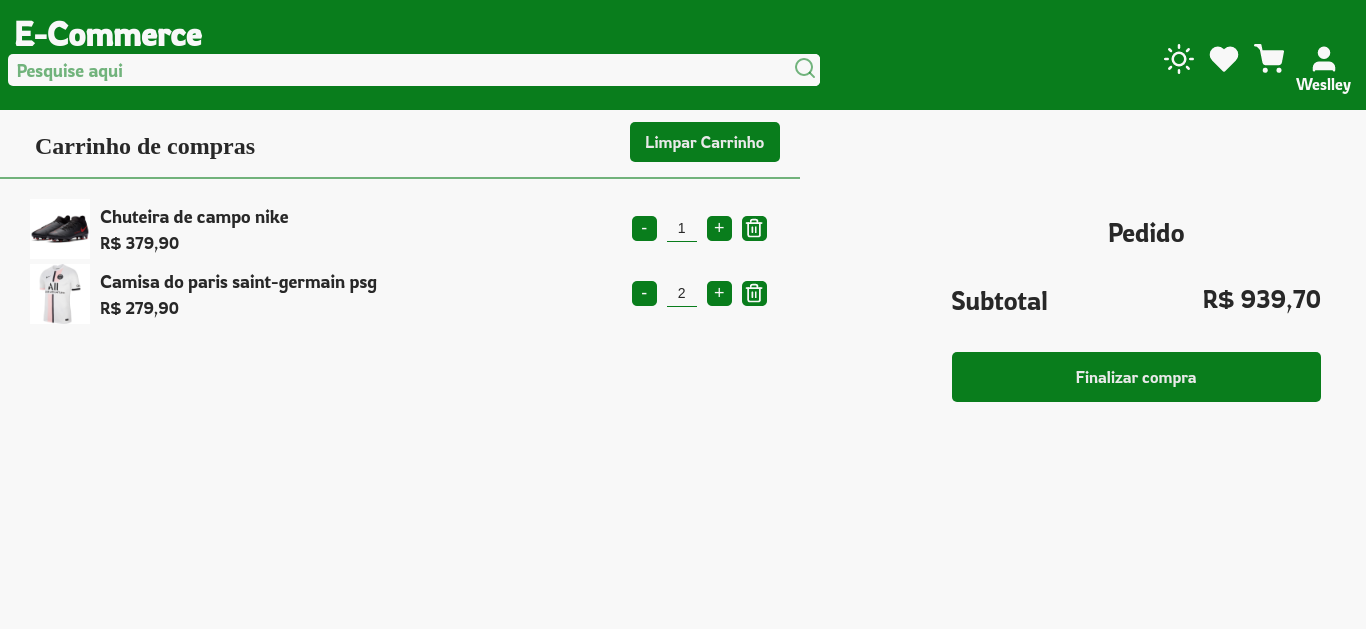 E-Commerce
Pesquise aqui
Weslley
Carrinho de compras
Limpar Carrinho
Chuteira de campo nike
R$ 379,90
- 1 +
Camisa do paris saint-germain psg
R$ 279,90
- 2 +
Pedido
Subtotal R$ 939,70
Finalizar compra